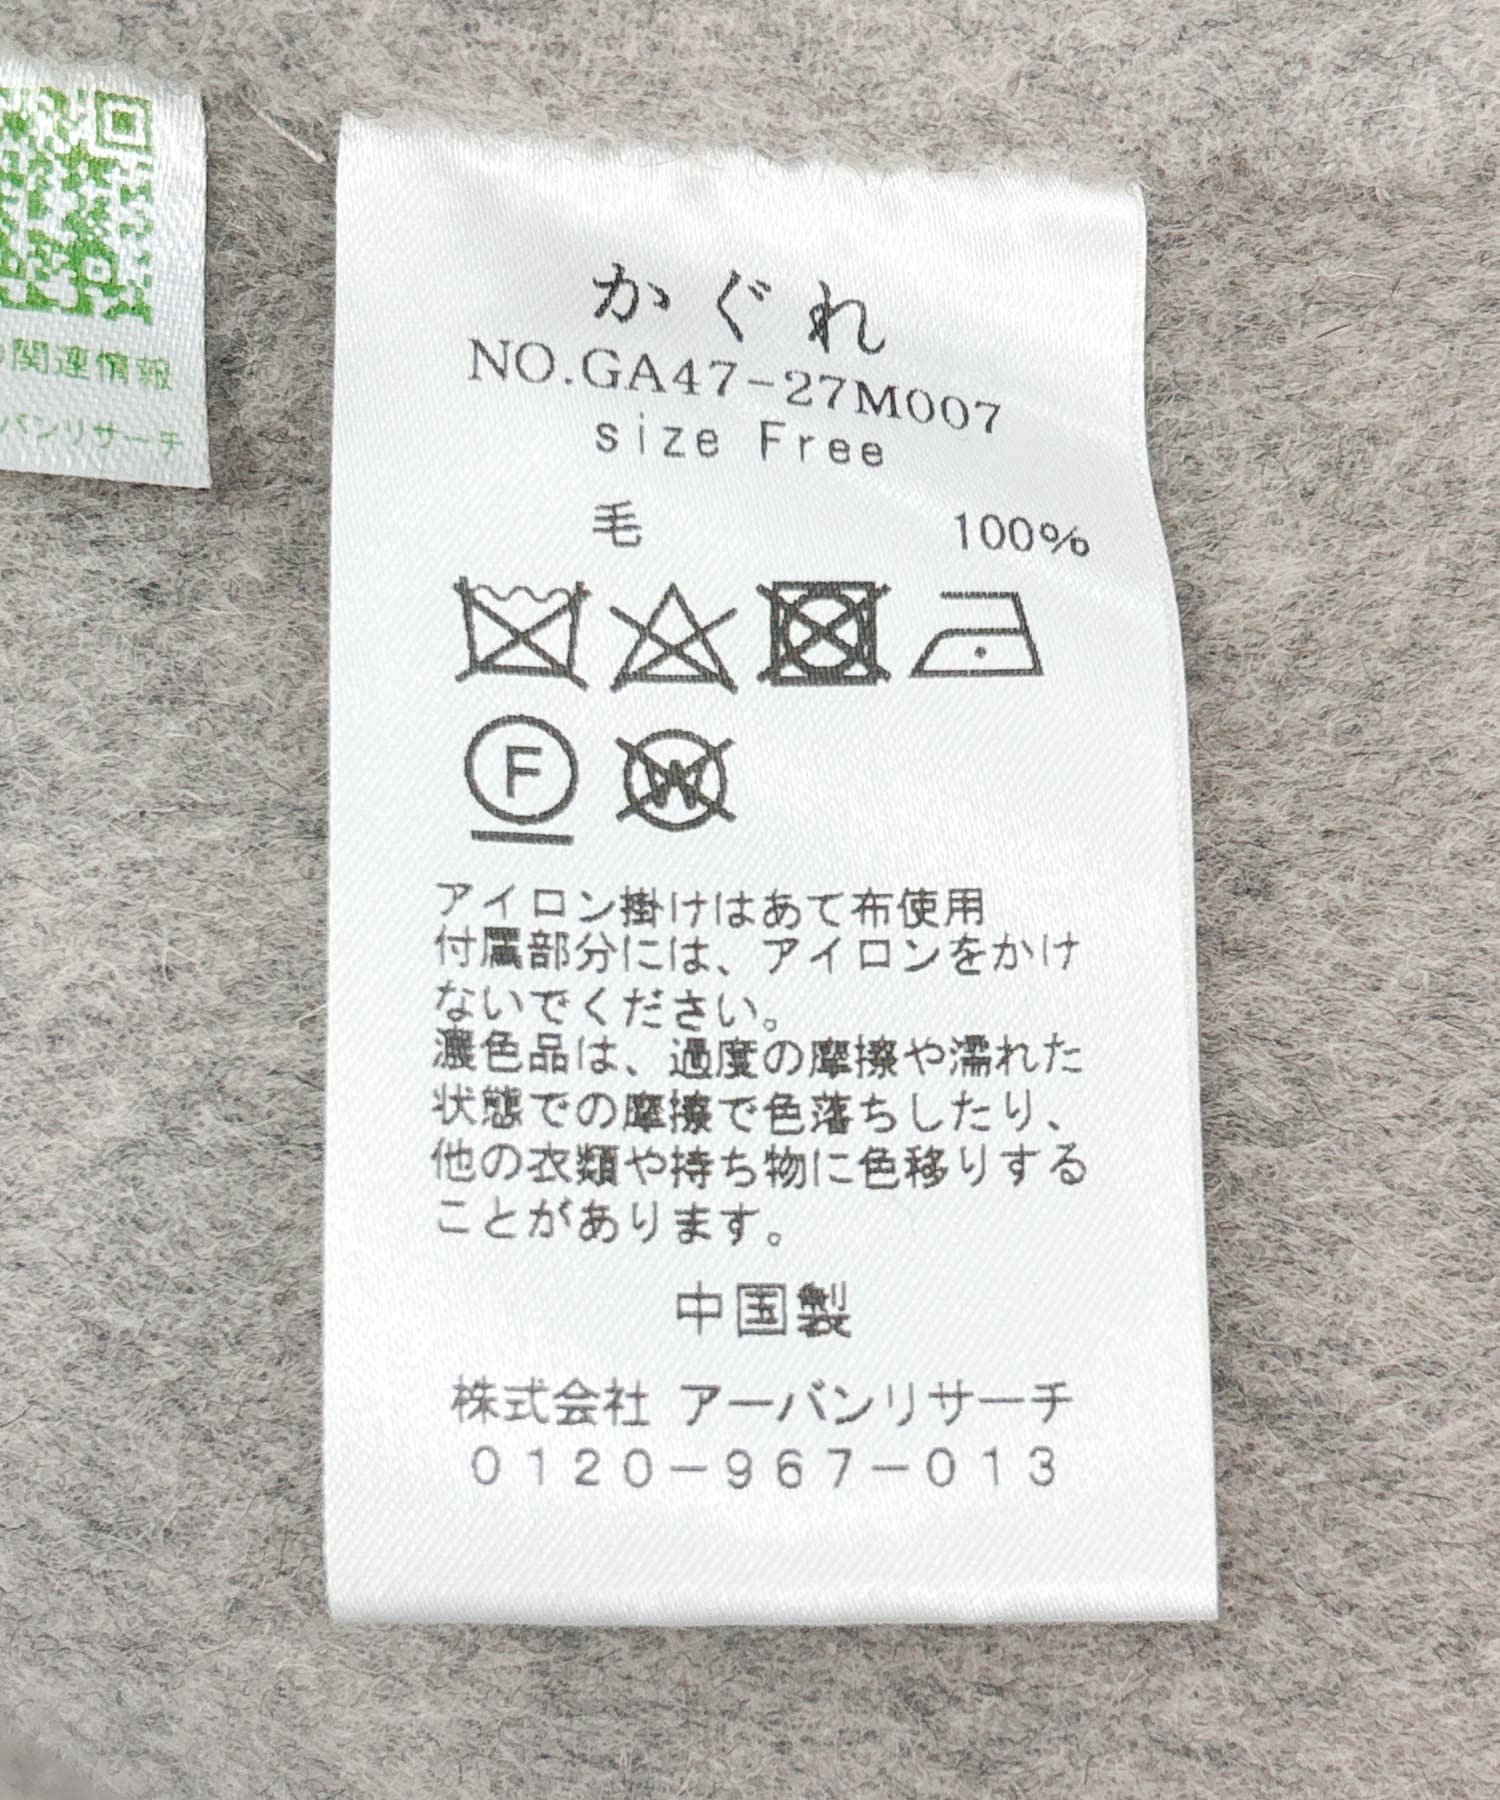 関連情報
バンリサーチ
かぐれ
NO.GA47-27M007
size Free
毛 100%
F
W
アイロン掛けはあて布使用
付属部分には、アイロンをかけ
ないでください。
濃色品は、過度の摩擦や濡れた
状態での摩擦で色落ちしたり、
他の衣類や持ち物に色移りする
ことがあります。
中国製
株式会社 アーバンリサーチ
0120-967-013